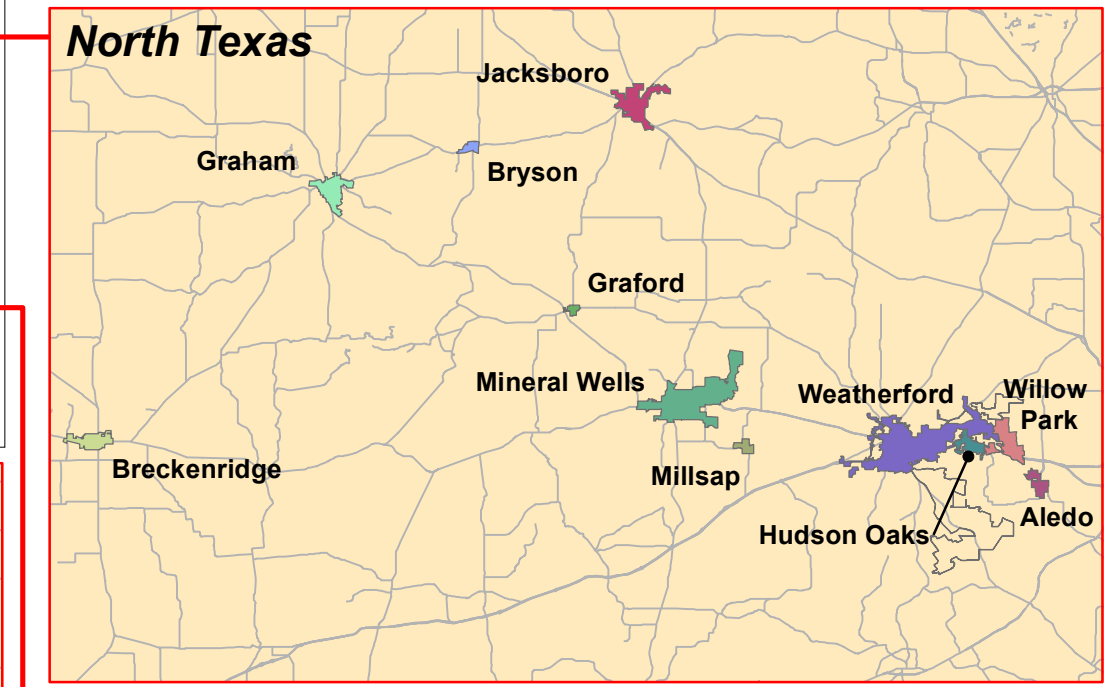 North Texas
Jacksboro
Graham
Bryson
Graford
Mineral Wells
Weatherford
Willow
Park
Breckenridge
Millsap
Aledo
Hudson Oaks